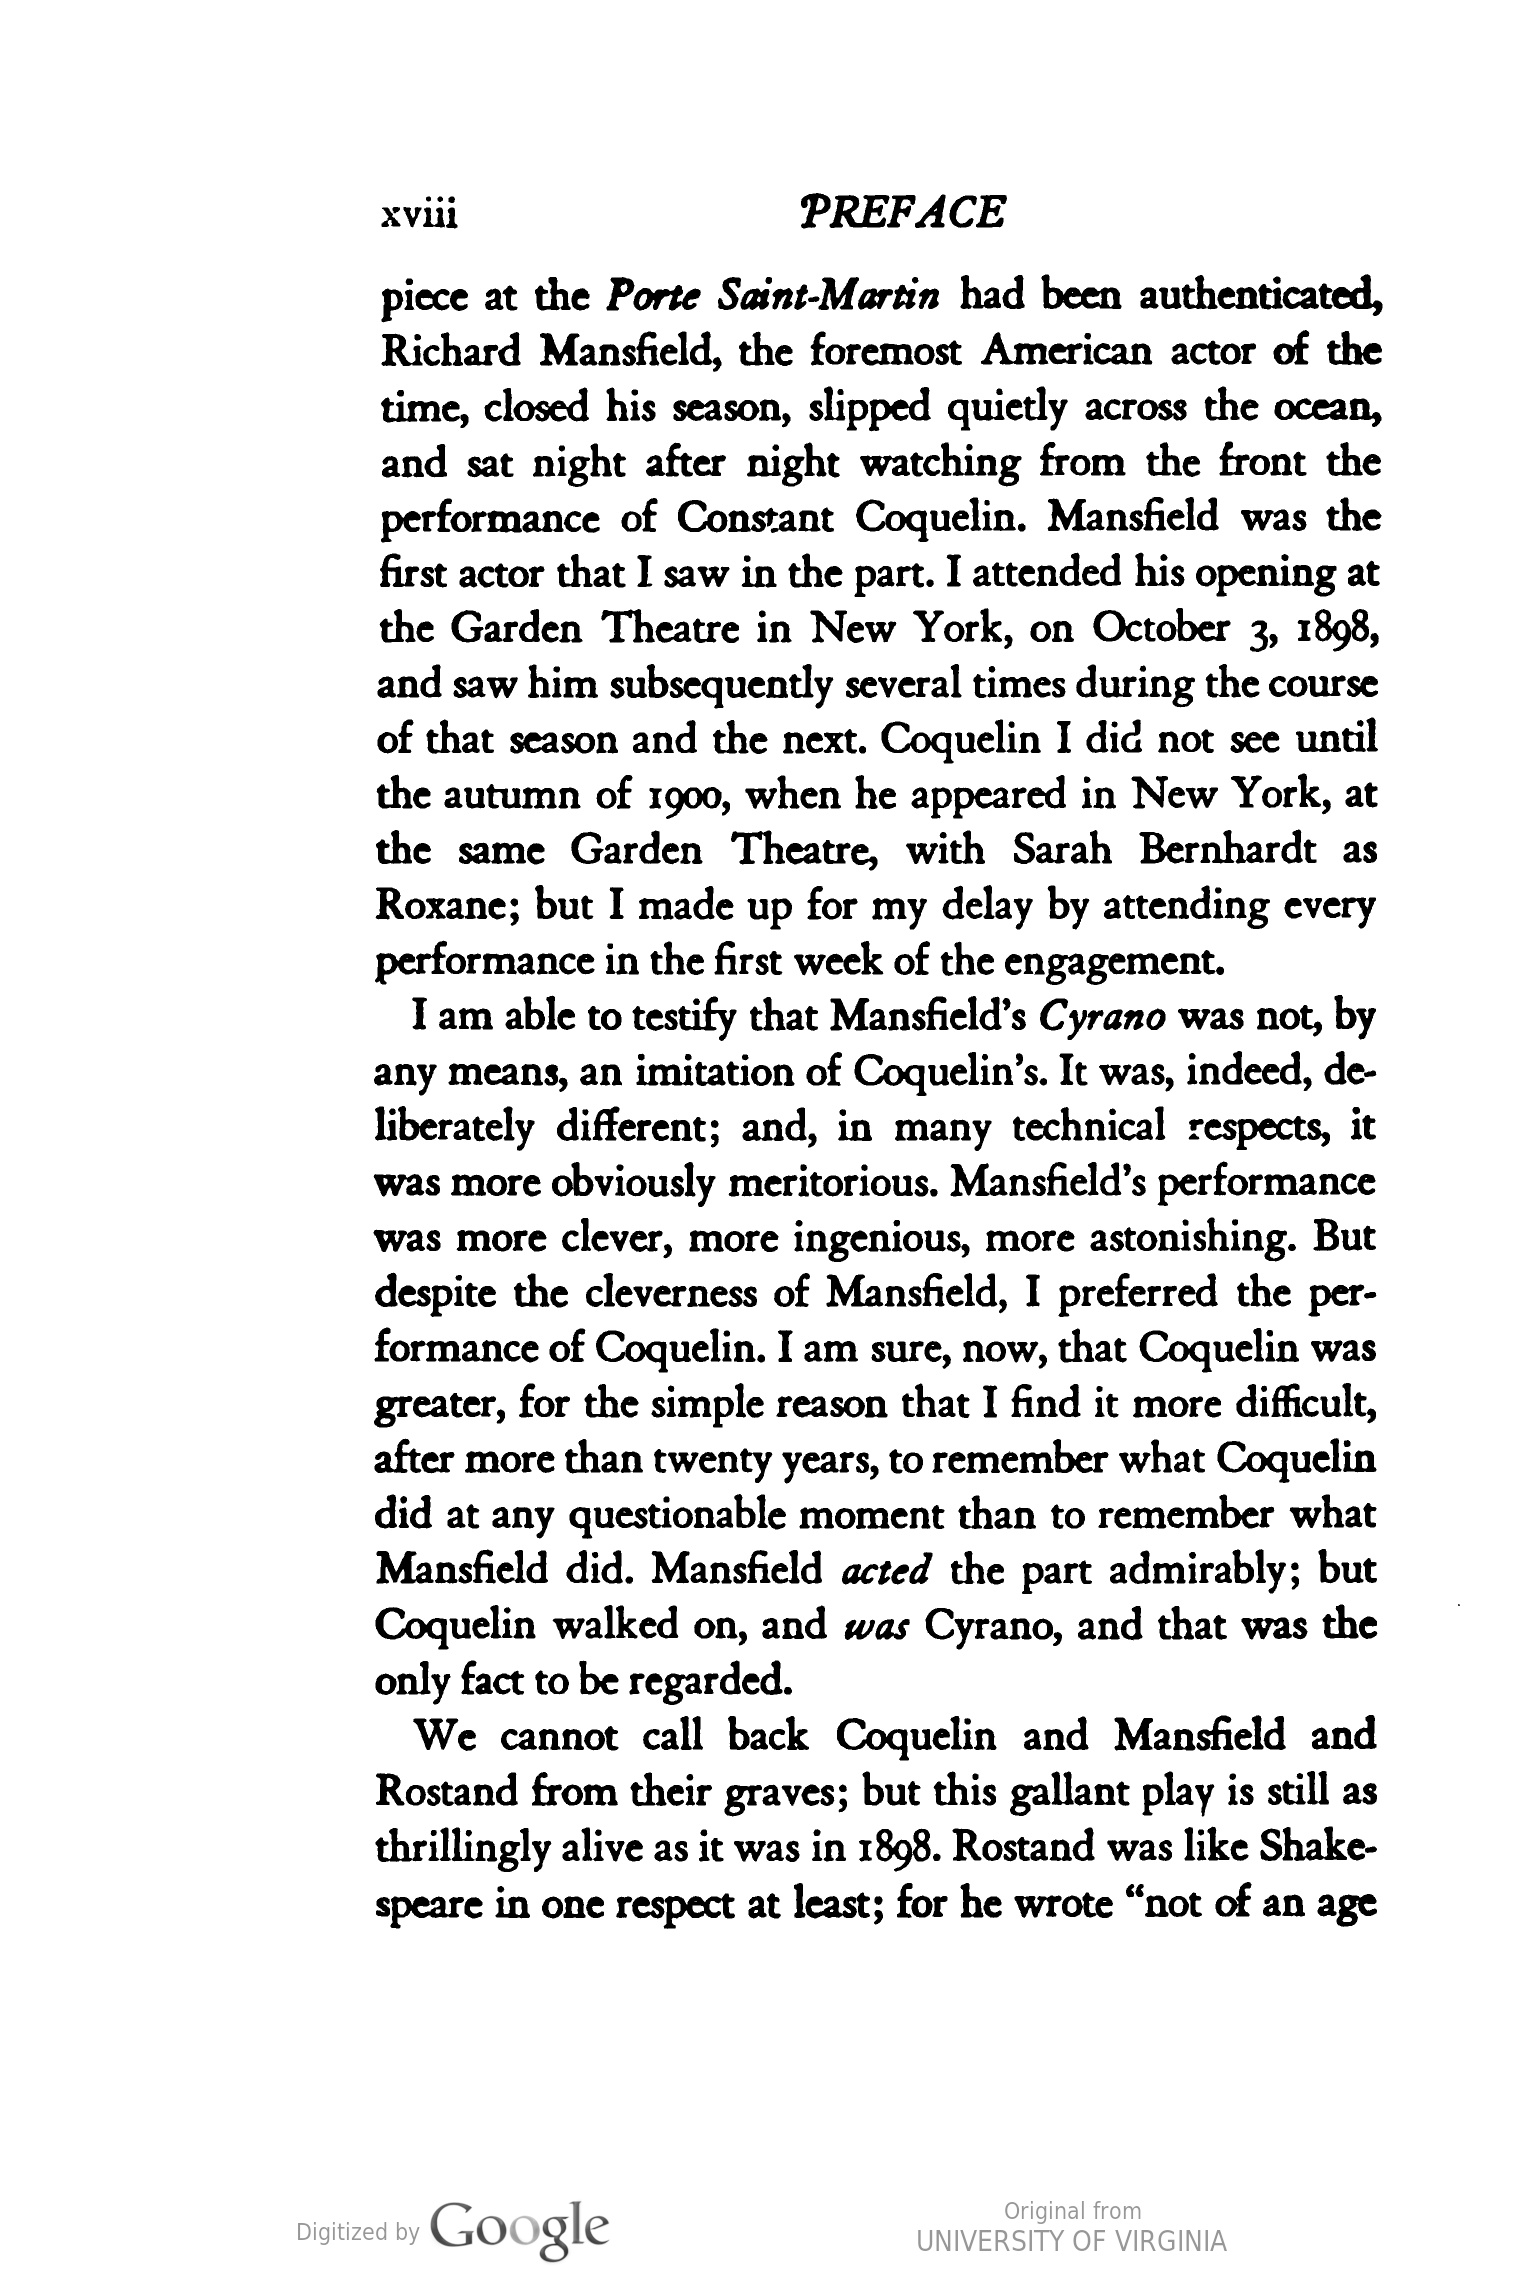 xviii PREFACE
piece at the Porte Saint-Martin had been authenticated,
Richard Mansfield, the foremost American actor of the
time, closed his season, slipped quietly across the ocean,
and sat night after night watching from the front the
performance of Constant Coquelin. Mansfield was the
first actor that I saw in the part. I attended his opening at
the Garden Theatre in New York, on October 3, 1898,
and saw him subsequently several times during the course
of that season and the next. Coquelin I did not see until
the autumn of 1900, when he appeared in New York, at
the same Garden Theatre, with Sarah Bernhardt as
Roxane; but I made up for my delay by attending every
performance in the first week of the engagement.
I am able to testify that Mansfield's Cyrano was not, by
any means, an imitation of Coquelin's. It was, indeed, de-
liberately different; and, in many technical respects, it
was more obviously meritorious. Mansfield's performance
was more clever, more ingenious, more astonishing. But
despite the cleverness of Mansfield, I preferred the per-
formance of Coquelin. I am sure, now, that Coquelin was
greater, for the simple reason that I find it more difficult,
after more than twenty years, to remember what Coquelin
did at any questionable moment than to remember what
Mansfield did. Mansfield acted the part admirably; but
Coquelin walked on, and was Cyrano, and that was the
only fact to be regarded.
We cannot call back Coquelin and Mansfield and
Rostand from their graves; but this gallant play is still as
thrillingly alive as it was in 1898. Rostand was like Shake-
speare in one respect at least; for he wrote “not of an age
Digitized by Google
Original from
UNIVERSITY OF VIRGINIA